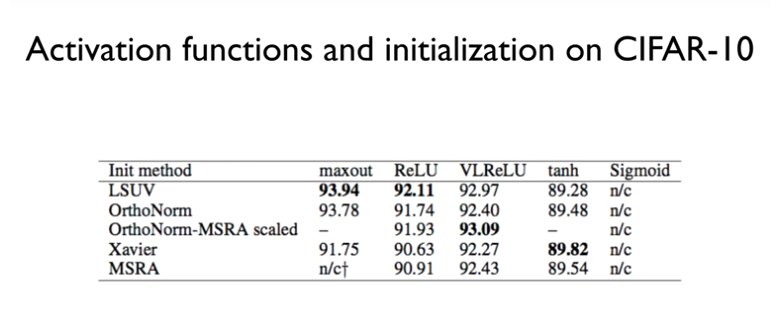 Activation functions and initialization on CIFAR-10
Init method maxout ReLU VLReLU tanh Sigmoid
LSUV 93.94 92.11 92.97 89.28 n/c
OrthoNorm 93.78 91.74 92.40 89.48 n/c
OrthoNorm-MSRA scaled – 91.93 93.09 – n/c
Xavier 91.75 90.63 92.27 89.82 n/c
MSRA n/c† 90.91 92.43 89.54 n/c